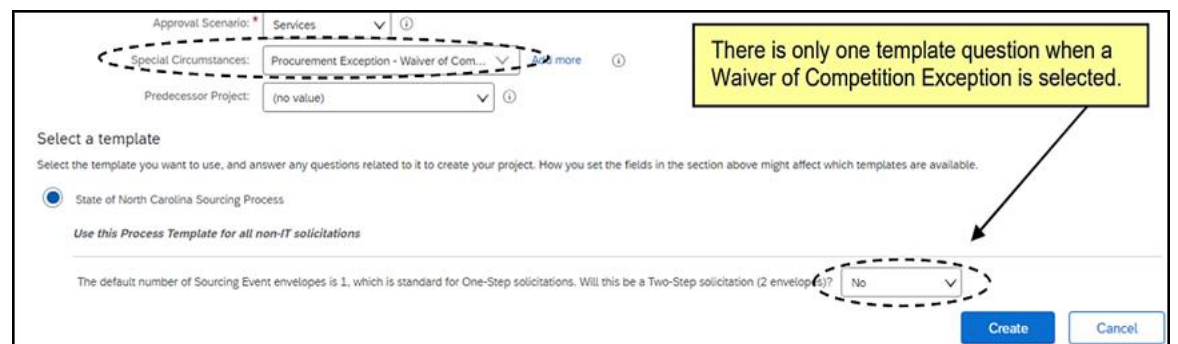 Approval Scenario: * Services
Special Circumstances: Procurement Exception - Waiver of Com... Add more
Predecessor Project: (no value)
There is only one template question when a
Waiver of Competition Exception is selected.
Select a template
Select the template you want to use, and answer any questions related to it to create your project. How you set the fields in the section above might affect which templates are available.
State of North Carolina Sourcing Process
Use this Process Template for all non-IT solicitations
The default number of Sourcing Event envelopes is 1, which is standard for One-Step solicitations. Will this be a Two-Step solicitation (2 envelopes)? No
Create Cancel